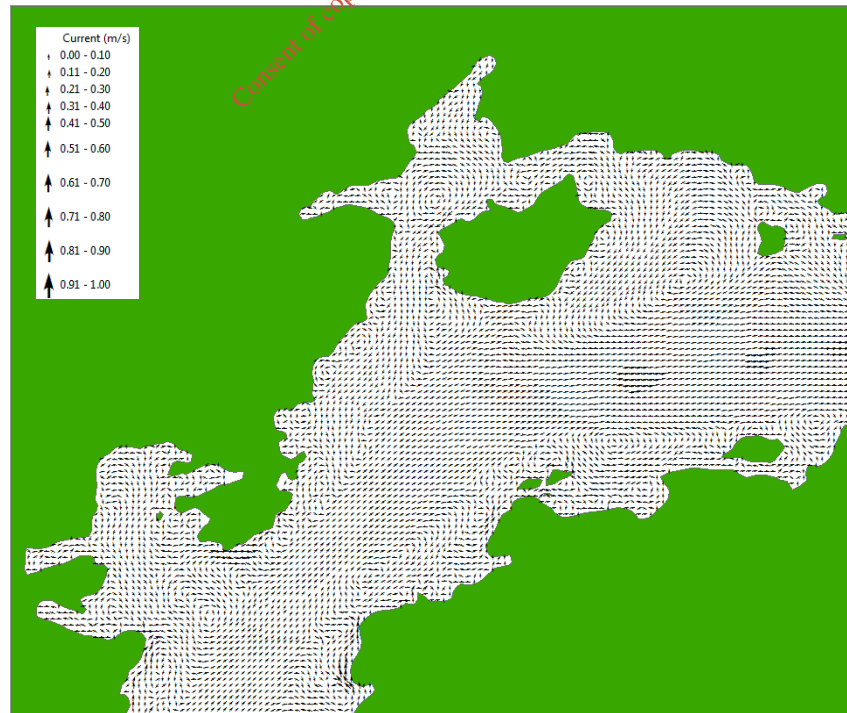 Consent of cop
Current (m/s)
0.00 - 0.10
0.11 - 0.20
0.21 - 0.30
0.31 - 0.40
0.41 - 0.50
0.51 - 0.60
0.61 - 0.70
0.71 - 0.80
0.81 - 0.90
0.91 - 1.00